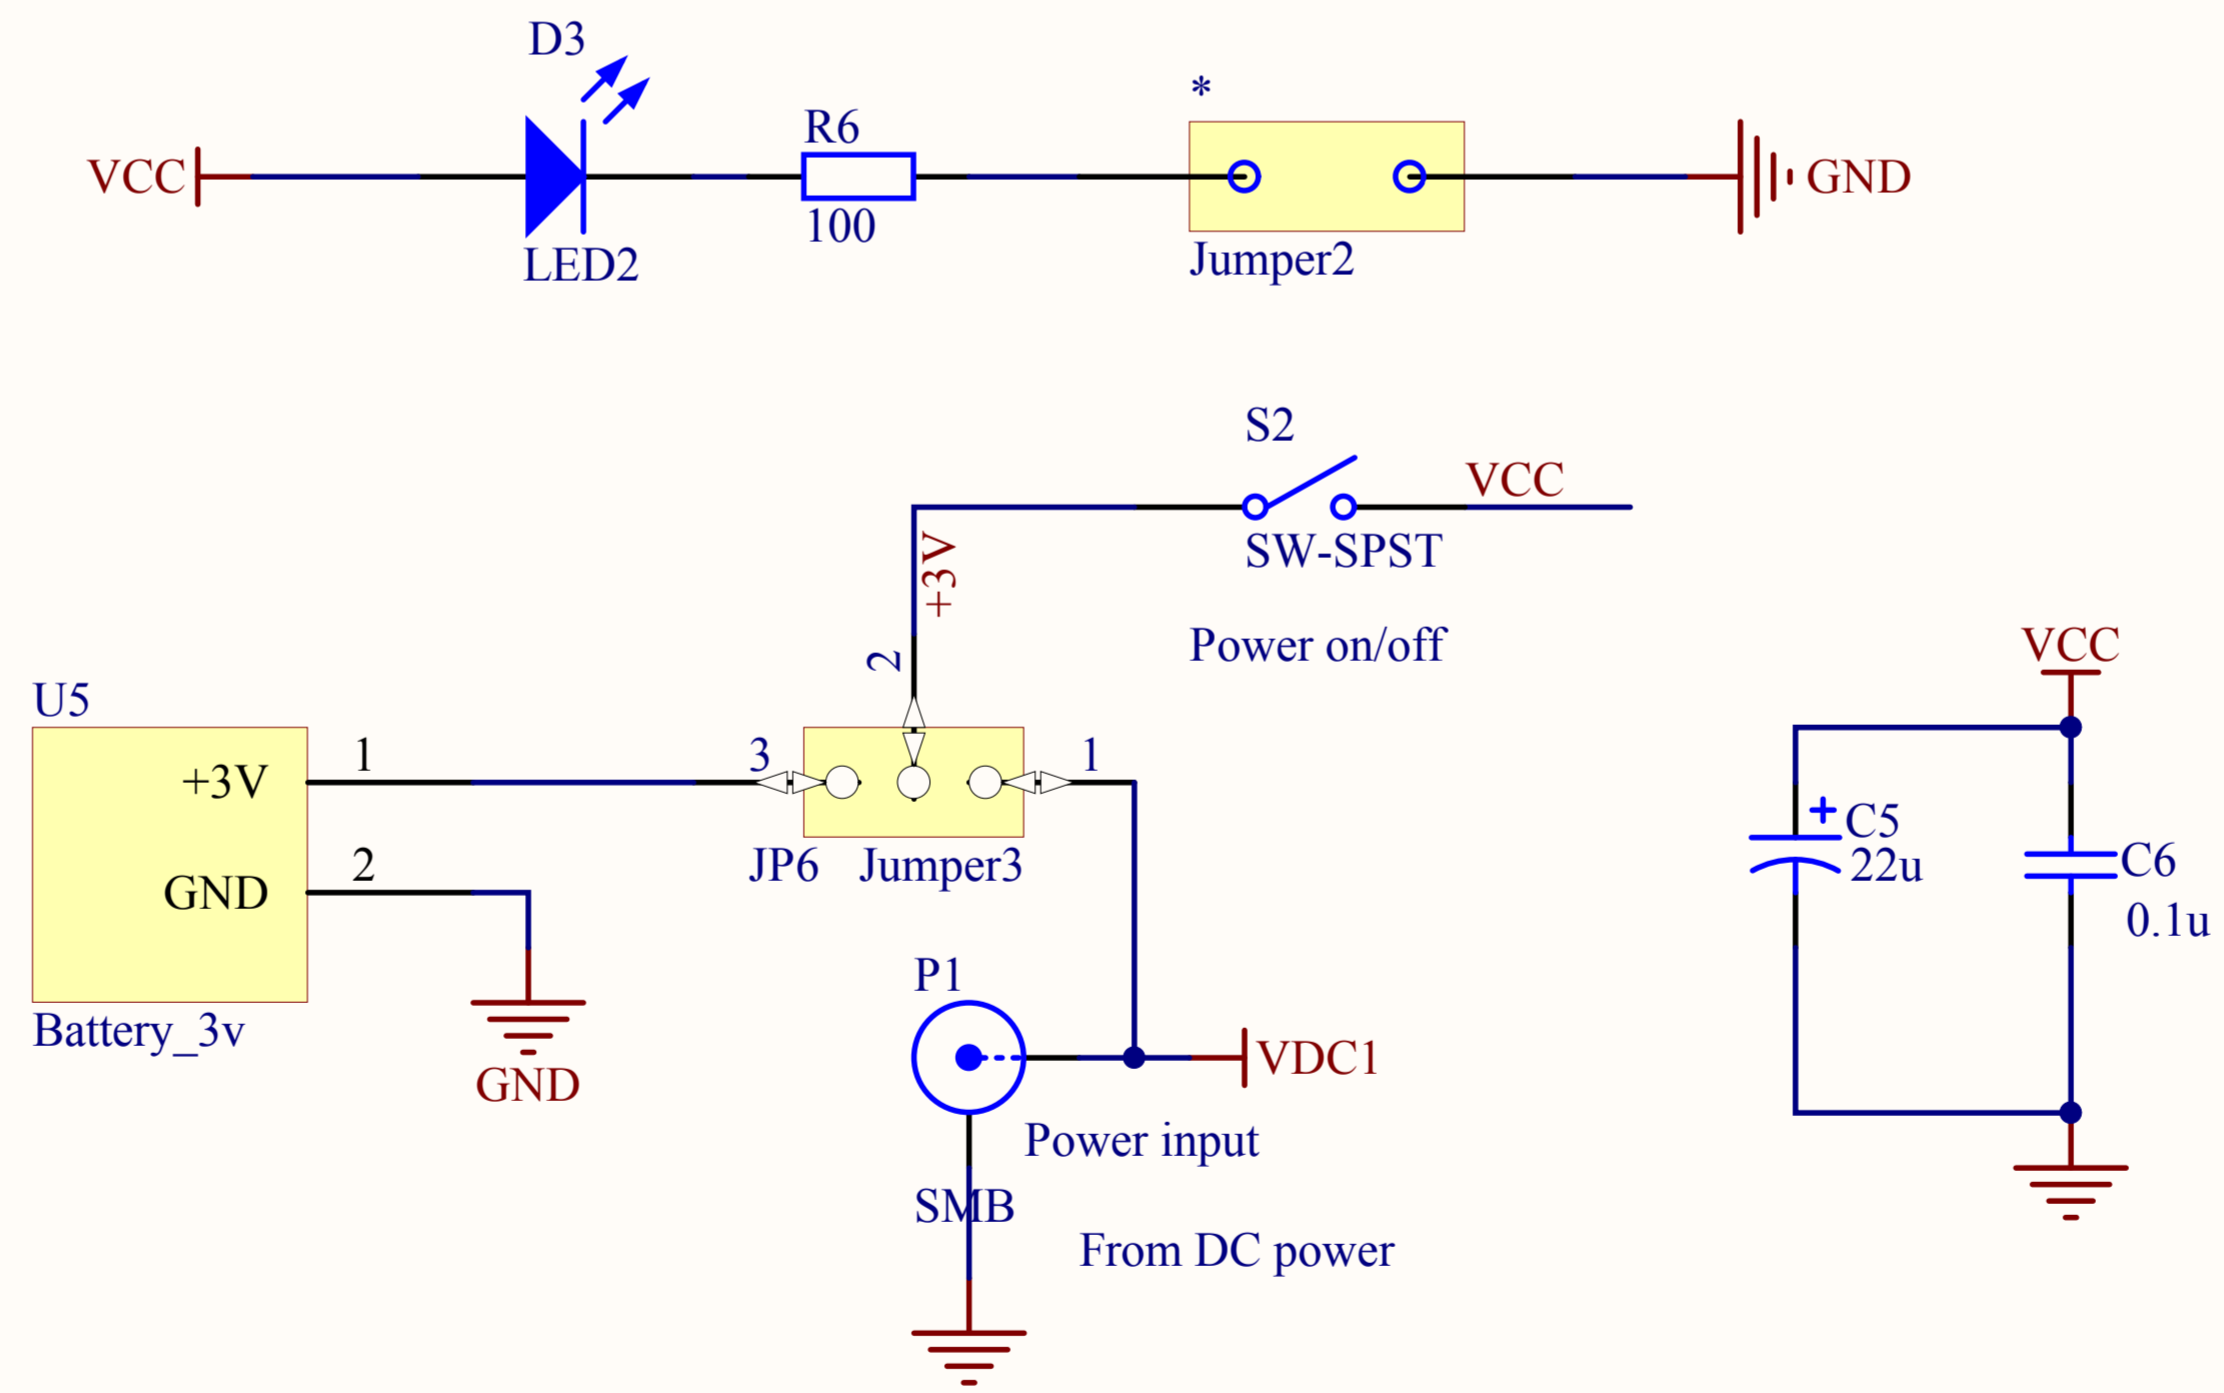 D3
*
R6
VCC
GND
100
LED2
Jumper2
S2
VCC
SW-SPST
+3V
Power on/off
VCC
2
U5
1
3
1
+3V
C5
22u
C6
JP6
Jumper3
2
GND
0.1u
P1
Battery_3v
VDC1
GND
Power input
SMB
From DC power